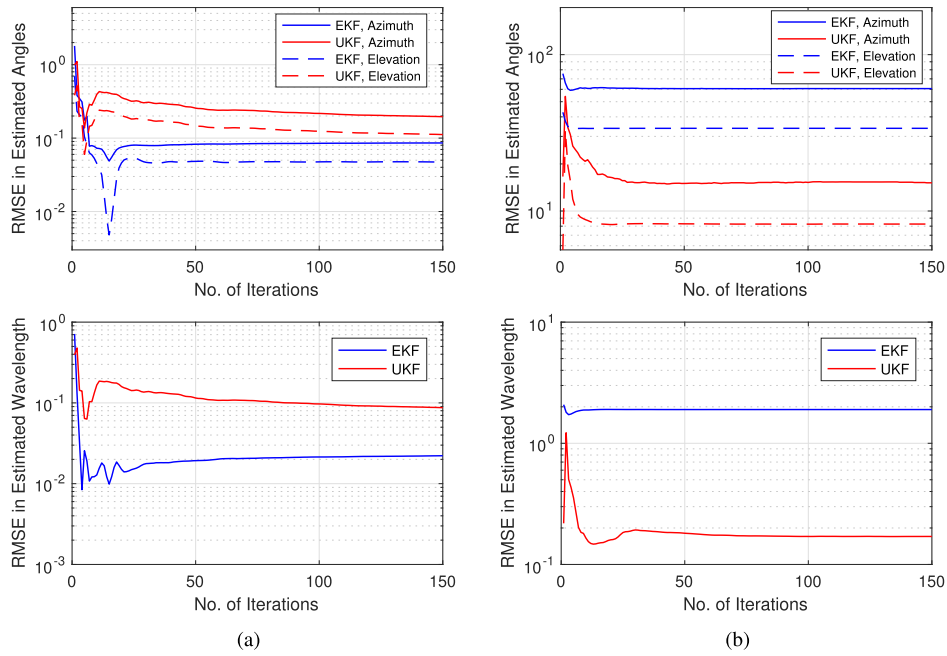 RMSE in Estimated Angles
10^0
10^-1
10^-2
EKF, Azimuth
UKF, Azimuth
EKF, Elevation
UKF, Elevation
0
50
100
150
No. of Iterations
RMSE in Estimated Angles
10^2
10^1
EKF, Azimuth
UKF, Azimuth
EKF, Elevation
UKF, Elevation
0
50
100
150
No. of Iterations
RMSE in Estimated Wavelength
10^0
10^-1
10^-2
10^-3
EKF
UKF
0
50
100
150
No. of Iterations
(a)
RMSE in Estimated Wavelength
10^1
10^0
10^-1
EKF
UKF
0
50
100
150
No. of Iterations
(b)